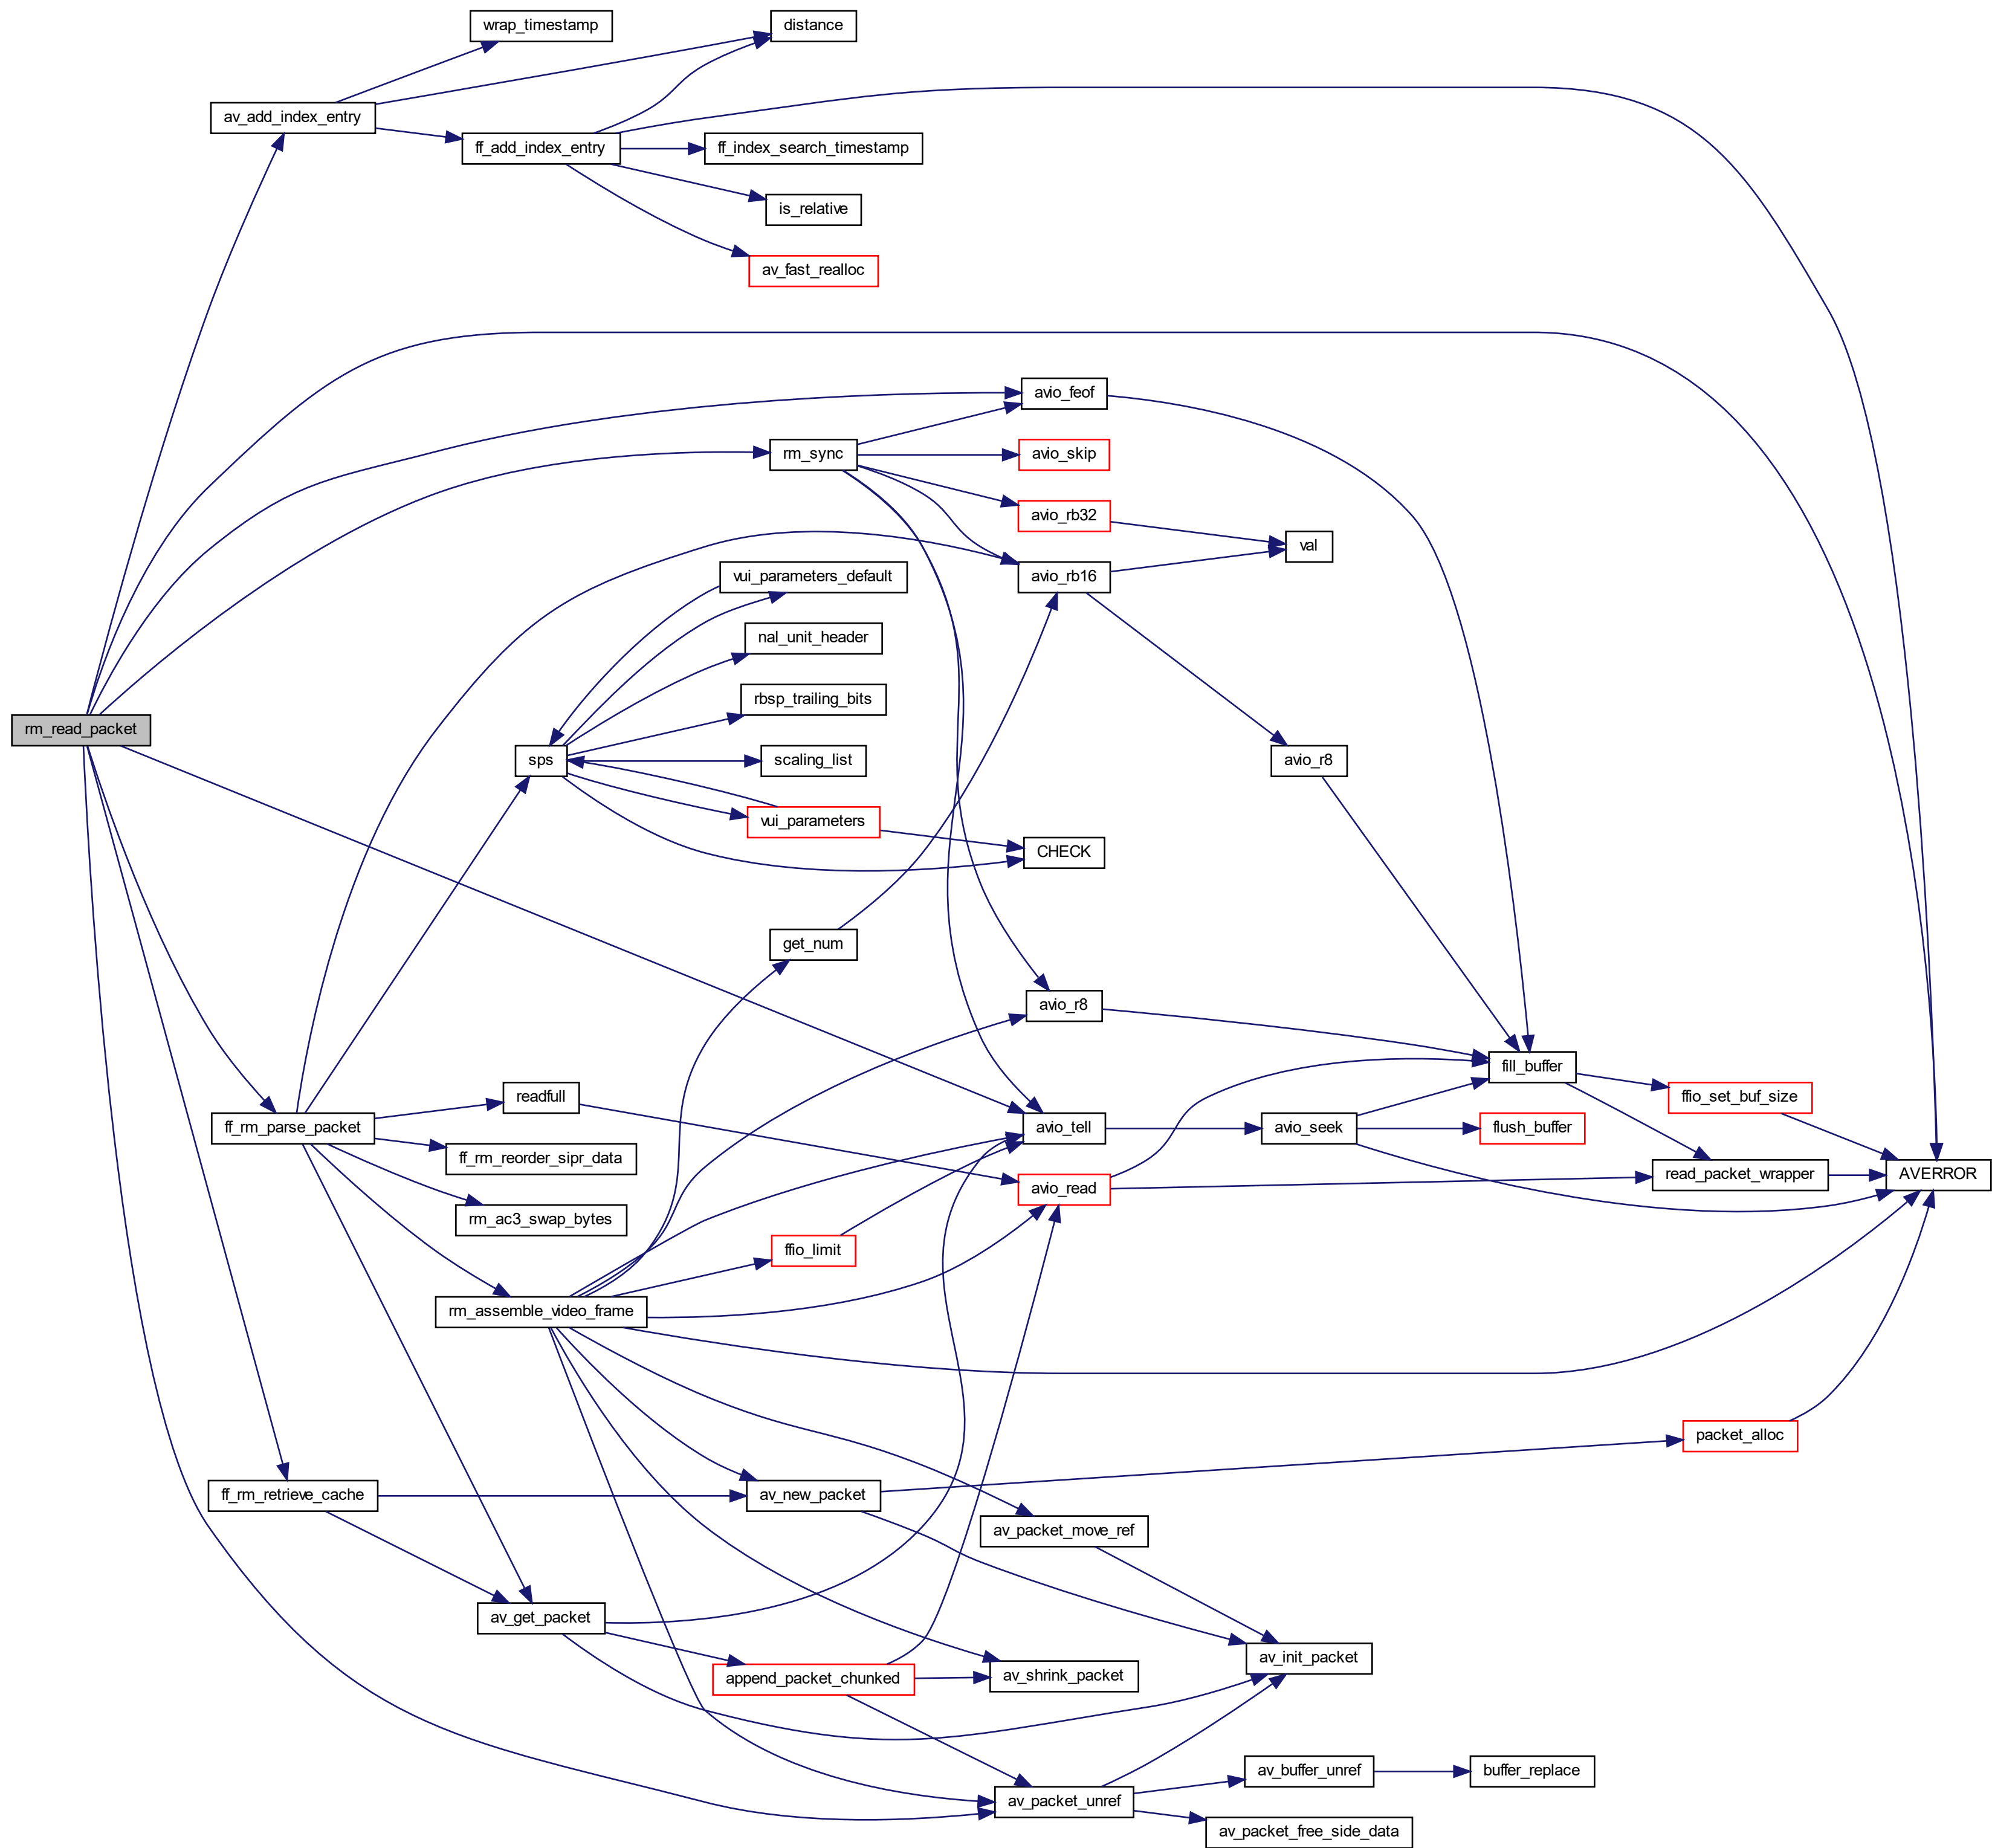 wrap_timestamp
distance
av_add_index_entry
ff_add_index_entry
ff_index_search_timestamp
is_relative
av_fast_realloc
avio_feof
rm_sync
avio_skip
avio_rb32
val
vui_parameters_default
avio_rb16
nal_unit_header
rbsp_trailing_bits
rm_read_packet
sps
scaling_list
avio_r8
vui_parameters
CHECK
get_num
avio_r8
fill_buffer
readfull
ffio_set_buf_size
ff_rm_parse_packet
avio_tell
avio_seek
flush_buffer
ff_rm_reorder_sipr_data
read_packet_wrapper
AVERROR
avio_read
rm_ac3_swap_bytes
ffio_limit
rm_assemble_video_frame
packet_alloc
ff_rm_retrieve_cache
av_new_packet
av_packet_move_ref
av_get_packet
av_init_packet
append_packet_chunked
av_shrink_packet
av_buffer_unref
buffer_replace
av_packet_unref
av_packet_free_side_data